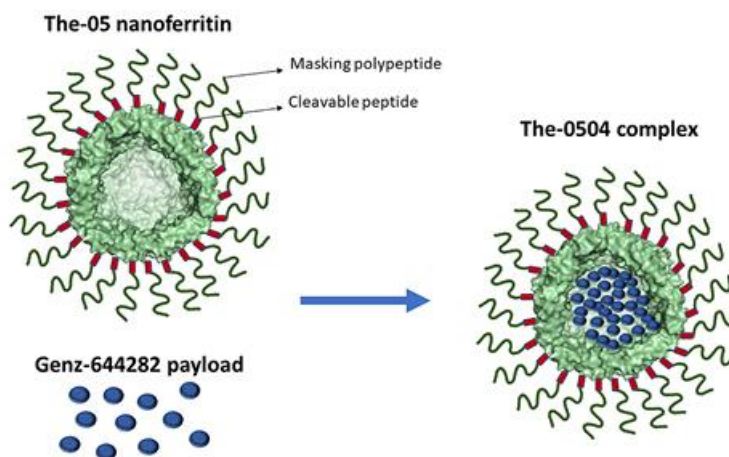 The-05 nanoferritin
Masking polypeptide
Cleavable peptide
The-0504 complex
Genz-644282 payload